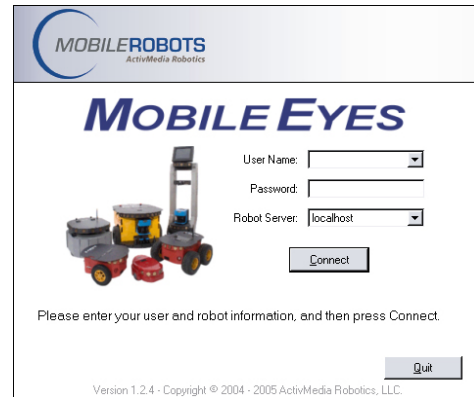 MOBILEROBOTS
ActivMedia Robotics
MOBILE EYES
User Name:
Password:
Robot Server: localhost
Connect
Please enter your user and robot information, and then press Connect.
Quit
Version 1.2.4 - Copyright © 2004 - 2005 ActivMedia Robotics, LLC.